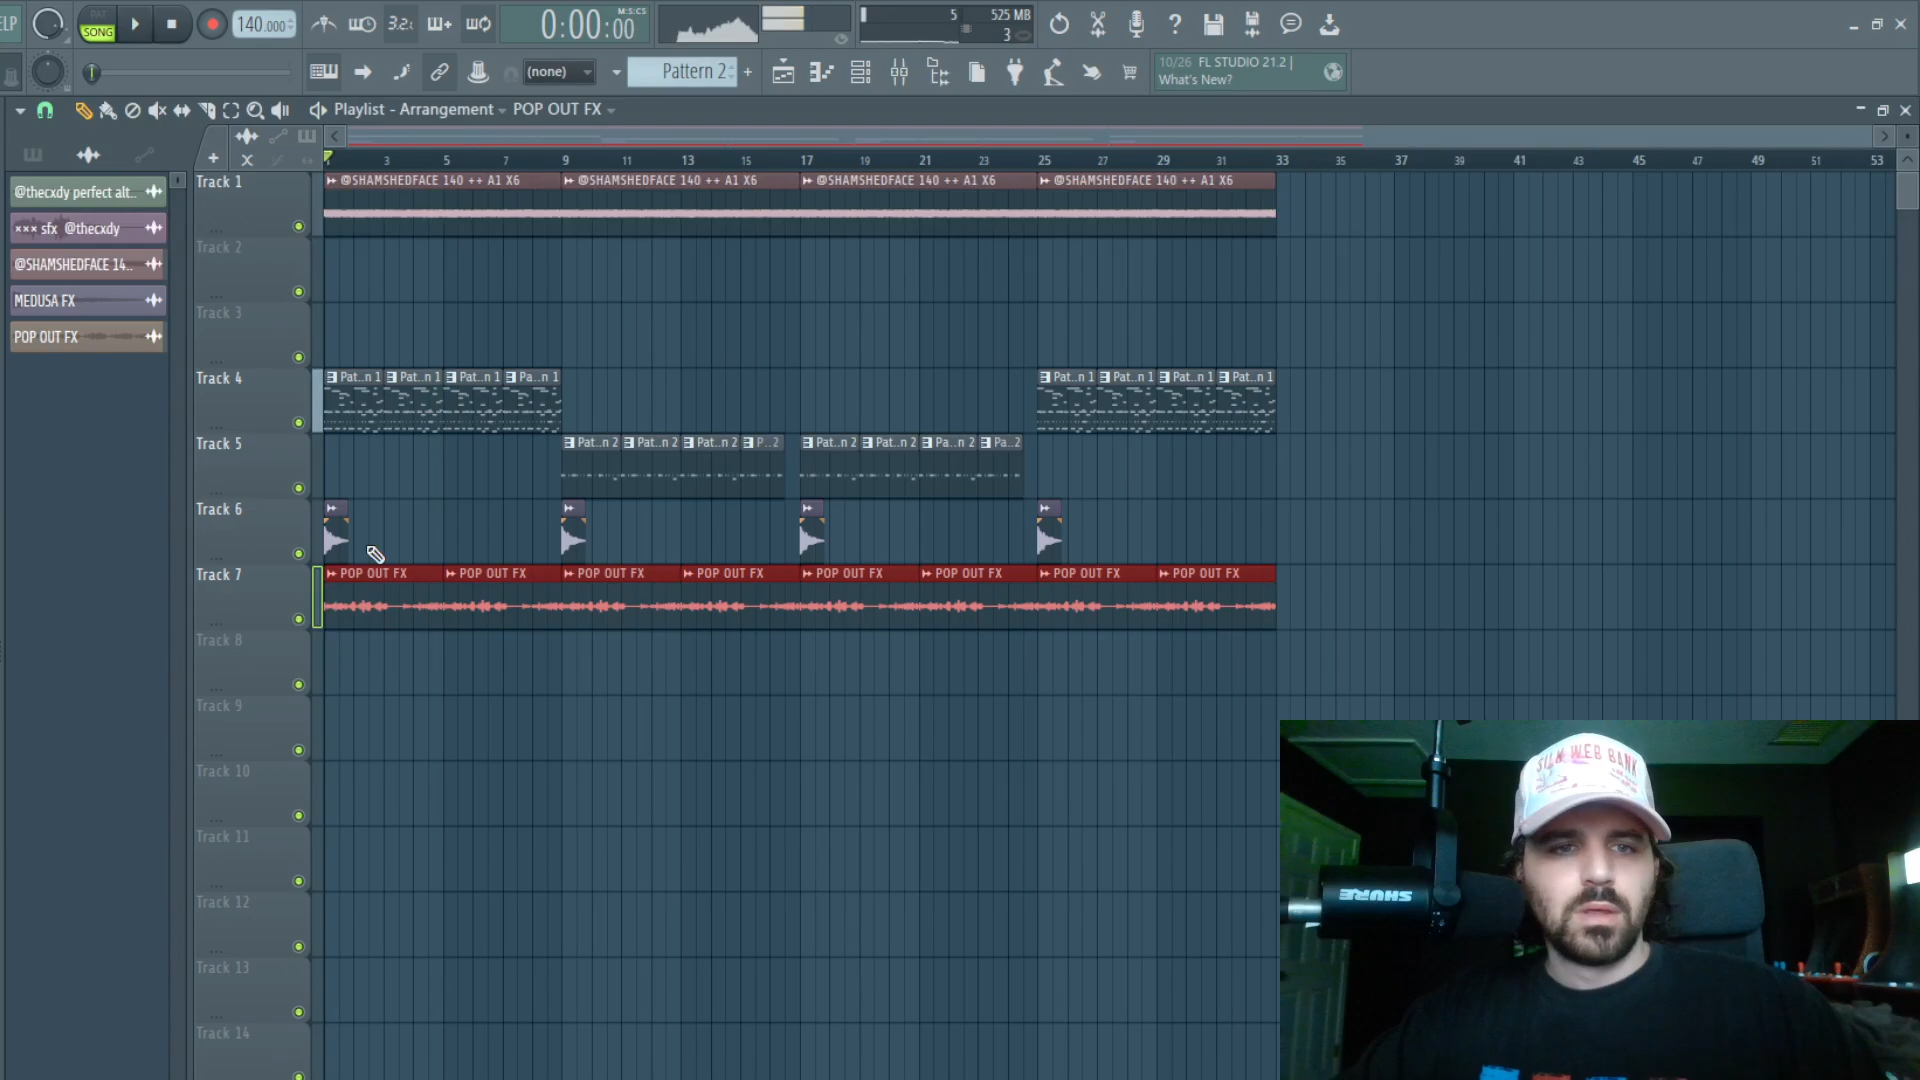 ELP
PAT
SONG
140.000
3.2.
0:00:00
M:S:CS
5
525 MB
3
(none)
Pattern 2
+
10/26 FL STUDIO 21.2 |
What's New?
Playlist - Arrangement
POP OUT FX
3 5 7 9 11 13 15 17 19 21 23 25 27 29 31 33 35 37 39 41 43 45 47 49 51 53
@thecxdy perfect alt..
××× sfx @thecxdy
@SHAMSHEDFACE 14..
MEDUSA FX
POP OUT FX
Track 1
@SHAMSHEDFACE 140 ++ A1 X6
@SHAMSHEDFACE 140 ++ A1 X6
@SHAMSHEDFACE 140 ++ A1 X6
@SHAMSHEDFACE 140 ++ A1 X6
Track 2
Track 3
Track 4
Pat..n 1
Pat..n 1
Pat..n 1
Pa..n 1
Pat..n 1
Pat..n 1
Pat..n 1
Pat..n 1
Track 5
Pat..n 2
Pat..n 2
Pat..n 2
P..2
Pat..n 2
Pat..n 2
Pa..n 2
Pa..2
Track 6
Track 7
POP OUT FX
POP OUT FX
POP OUT FX
POP OUT FX
POP OUT FX
POP OUT FX
POP OUT FX
POP OUT FX
Track 8
Track 9
Track 10
Track 11
Track 12
Track 13
Track 14
SILK WEB BANK
SHURE